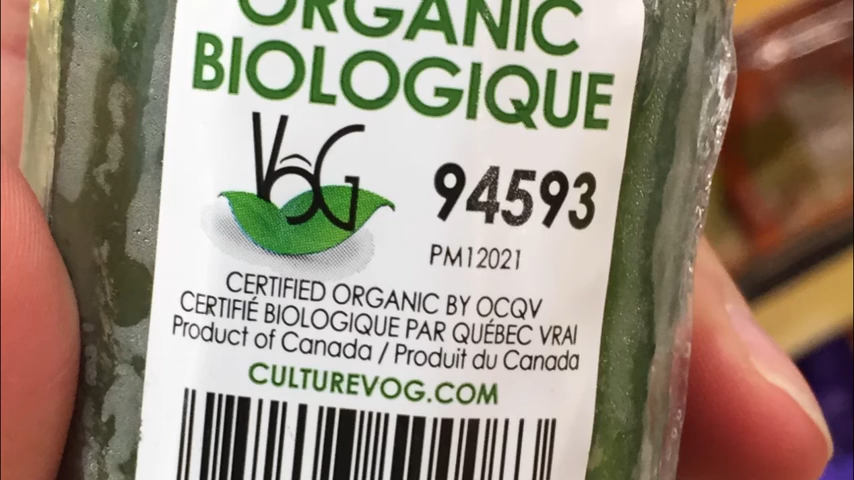 ORGANIC
BIOLOGIQUE
VOG
94593
PM12021
CERTIFIED ORGANIC BY OCQV
CERTIFIÉ BIOLOGIQUE PAR QUÉBEC VRAI
Product of Canada / Produit du Canada
CULTUREVOG.COM